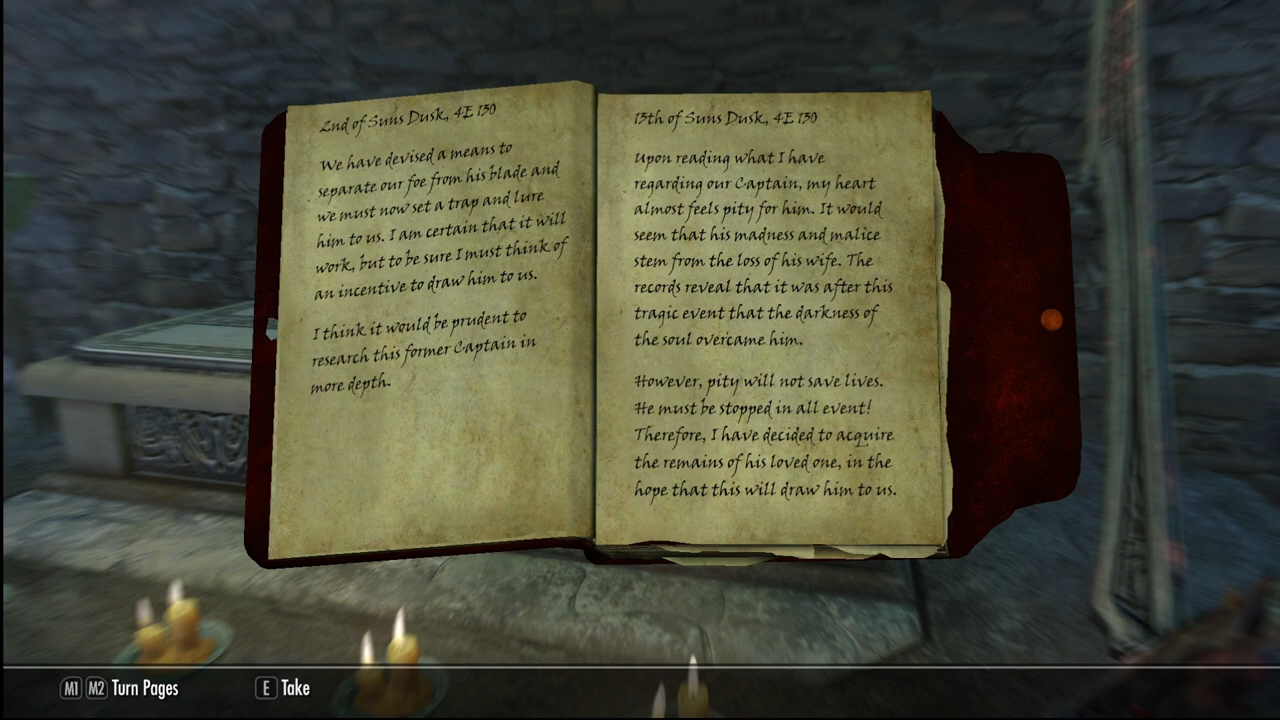 2nd of Suns Dusk, 4E 130
We have devised a means to
separate our foe from his blade and
we must now set a trap and lure
him to us. I am certain that it will
work, but to be sure I must think of
an incentive to draw him to us.
I think it would be prudent to
research this former Captain in
more depth.
13th of Suns Dusk, 4E 130
Upon reading what I have
regarding our Captain, my heart
almost feels pity for him. It would
seem that his madness and malice
stem from the loss of his wife. The
records reveal that it was after this
tragic event that the darkness of
the soul overcame him.
However, pity will not save lives.
He must be stopped in all event!
Therefore, I have decided to acquire
the remains of his loved one, in the
hope that this will draw him to us.
M1 M2 Turn Pages E Take